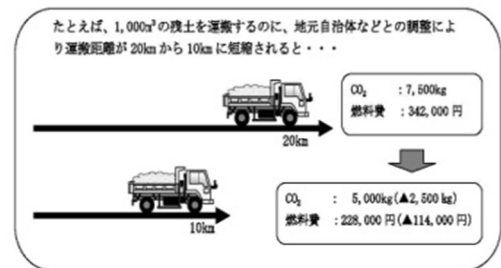 たとえば、1,000㎥の残土を運搬するのに、地元自治体などとの調整によ
り運搬距離が20kmから10kmに短縮されると・・・
CO₂ : 7,500kg
燃料費 : 342,000円
20km
CO₂ : 5,000kg(▲2,500kg)
燃料費 : 228,000円(▲114,000円)
10km